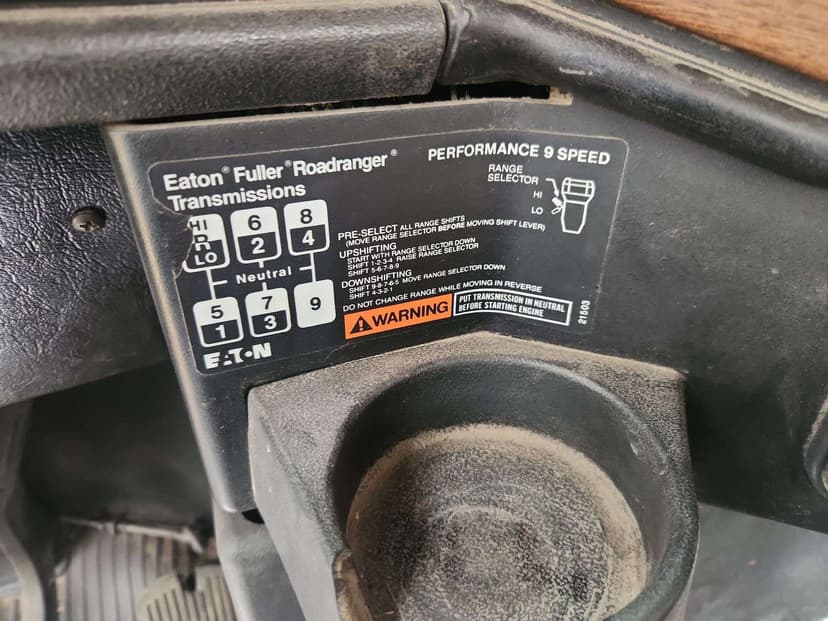 Eaton® Fuller® Roadranger®
Transmissions
PERFORMANCE 9 SPEED
RANGE
SELECTOR
HI
LO
HI 6 8
R 2 4
LO
Neutral
5 7 9
1 3
EATON
PRE-SELECT ALL RANGE SHIFTS
(MOVE RANGE SELECTOR BEFORE MOVING SHIFT LEVER)
UPSHIFTING
START WITH RANGE SELECTOR DOWN
SHIFT 1-2-3-4 RAISE RANGE SELECTOR
SHIFT 5-6-7-8-9
DOWNSHIFTING
SHIFT 9-8-7-6-5 MOVE RANGE SELECTOR DOWN
SHIFT 4-3-2-1
DO NOT CHANGE RANGE WHILE MOVING IN REVERSE
WARNING
PUT TRANSMISSION IN NEUTRAL
BEFORE STARTING ENGINE
21503